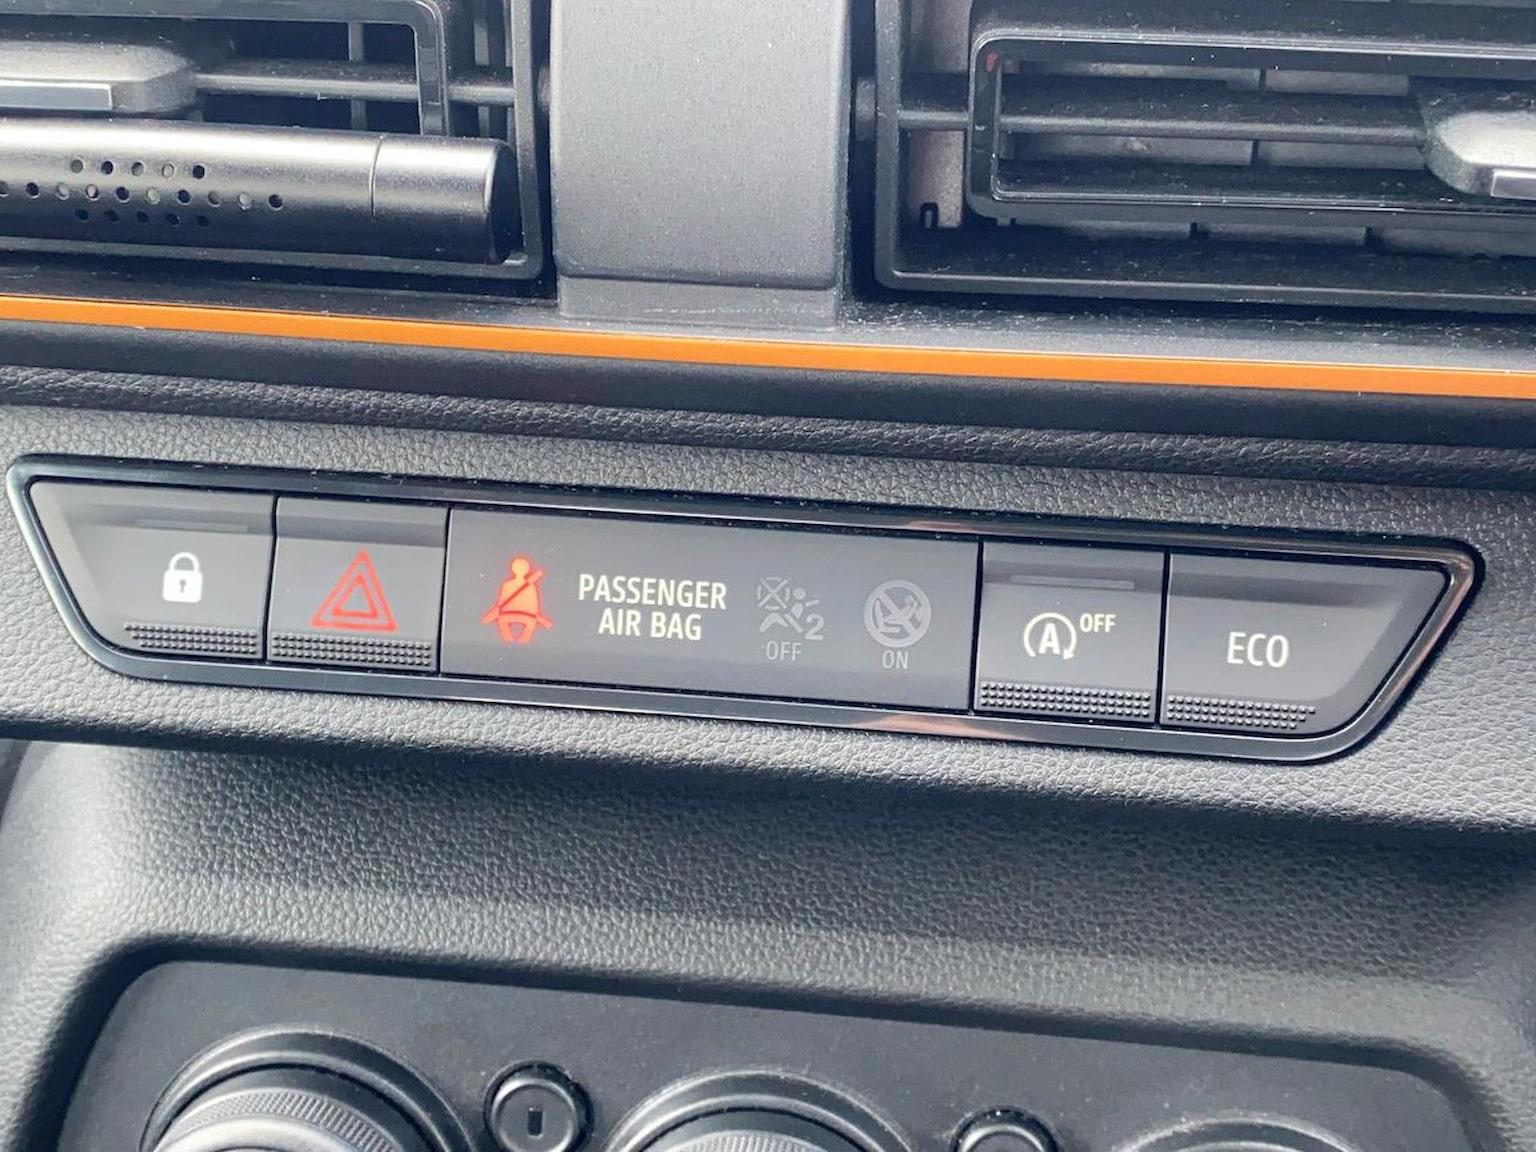 PASSENGER
AIR BAG
2
OFF
ON
A OFF
ECO